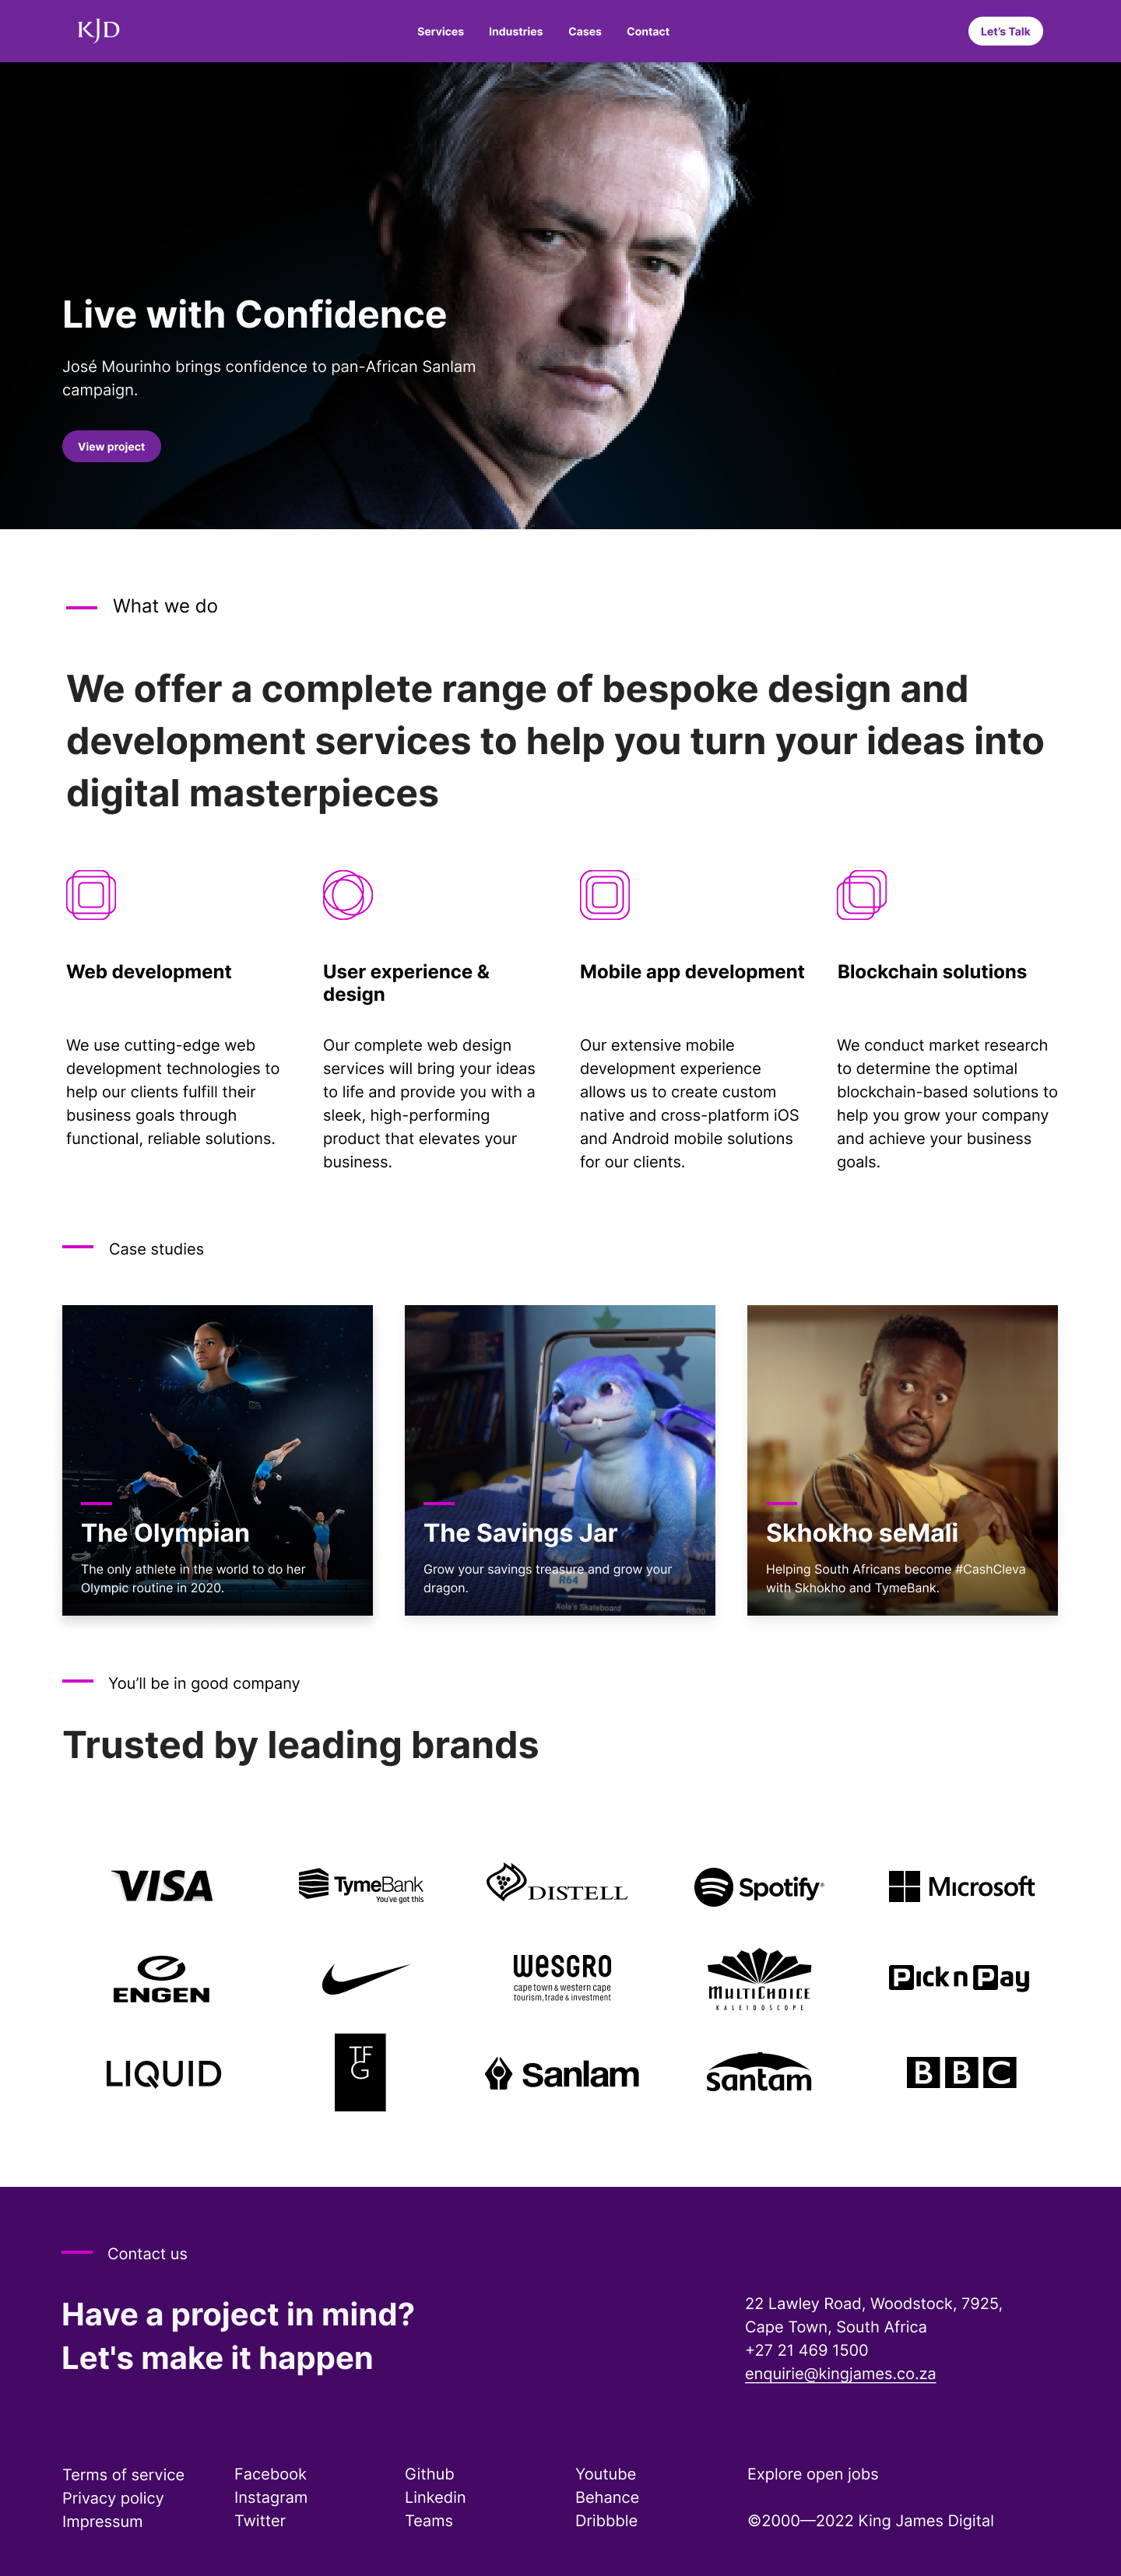 KJD
Services
Industries
Cases
Contact
Let’s Talk
Live with Confidence
José Mourinho brings confidence to pan-African Sanlam
campaign.
View project
What we do
We offer a complete range of bespoke design and
development services to help you turn your ideas into
digital masterpieces
Web development
We use cutting-edge web
development technologies to
help our clients fulfill their
business goals through
functional, reliable solutions.
User experience &
design
Our complete web design
services will bring your ideas
to life and provide you with a
sleek, high-performing
product that elevates your
business.
Mobile app development
Our extensive mobile
development experience
allows us to create custom
native and cross-platform iOS
and Android mobile solutions
for our clients.
Blockchain solutions
We conduct market research
to determine the optimal
blockchain-based solutions to
help you grow your company
and achieve your business
goals.
Case studies
The Olympian
The only athlete in the world to do her
Olympic routine in 2020.
The Savings Jar
Grow your savings treasure and grow your
dragon.
R64
Xola's Skateboard
R800
Skhokho seMali
Helping South Africans become #CashCleva
with Skhokho and TymeBank.
You’ll be in good company
Trusted by leading brands
VISA
TymeBank
You've got this
DISTELL
Spotify®
Microsoft
ENGEN
wesgro
cape town & western cape
tourism, trade & investment
MULTICHOICE
KALEIDOSCOPE
Pick n Pay
LIQUID
TFG
Sanlam
santam
BBC
Contact us
Have a project in mind?
Let's make it happen
22 Lawley Road, Woodstock, 7925,
Cape Town, South Africa
+27 21 469 1500
enquirie@kingjames.co.za
Terms of service
Privacy policy
Impressum
Facebook
Instagram
Twitter
Github
Linkedin
Teams
Youtube
Behance
Dribbble
Explore open jobs
©2000—2022 King James Digital